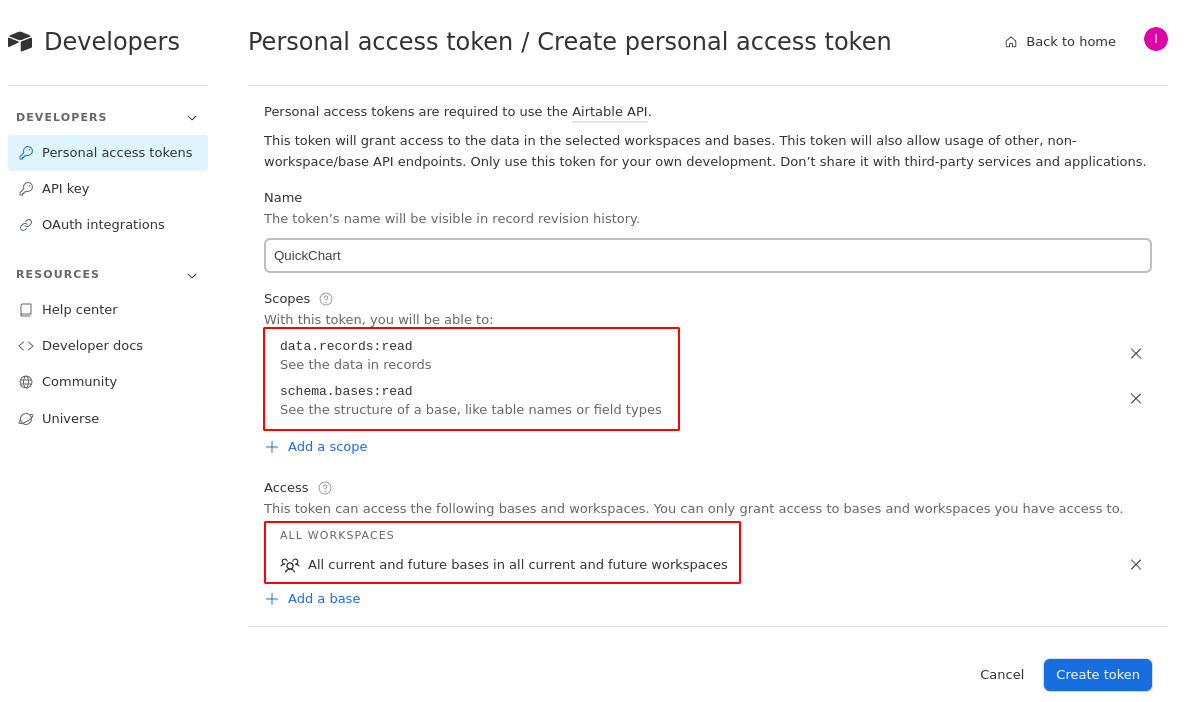 Developers
Personal access token / Create personal access token
Back to home
I
DEVELOPERS
Personal access tokens
API key
OAuth integrations
RESOURCES
Help center
Developer docs
Community
Universe
Personal access tokens are required to use the Airtable API.
This token will grant access to the data in the selected workspaces and bases. This token will also allow usage of other, non-
workspace/base API endpoints. Only use this token for your own development. Don’t share it with third-party services and applications.
Name
The token’s name will be visible in record revision history.
QuickChart
Scopes ?
With this token, you will be able to:
data.records:read
See the data in records
schema.bases:read
See the structure of a base, like table names or field types
Add a scope
Access ?
This token can access the following bases and workspaces. You can only grant access to bases and workspaces you have access to.
ALL WORKSPACES
All current and future bases in all current and future workspaces
Add a base
Cancel
Create token